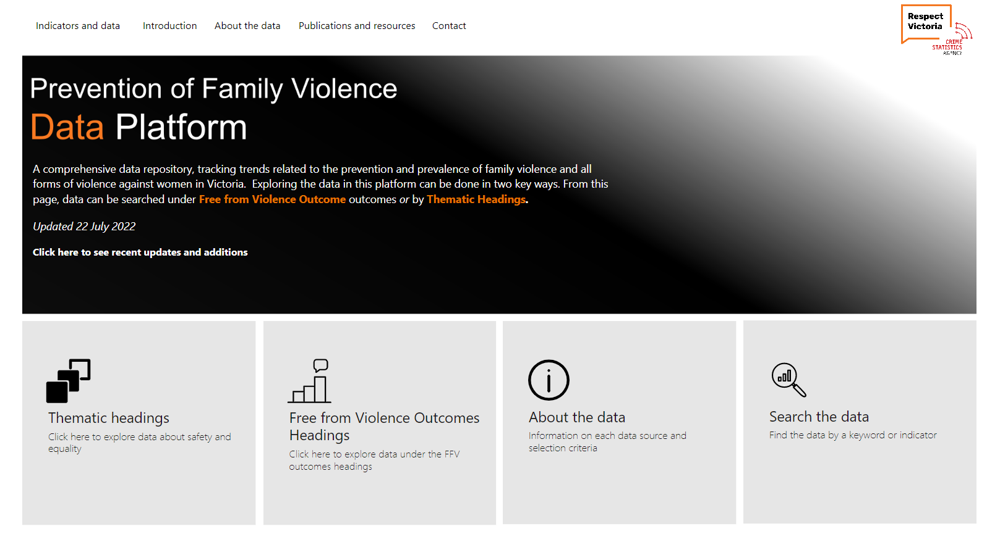 Indicators and data
Introduction
About the data
Publications and resources
Contact
Respect
Victoria
CRIME
STATISTICS
AGENCY
Prevention of Family Violence
Data Platform
A comprehensive data repository, tracking trends related to the prevention and prevalence of family violence and all
forms of violence against women in Victoria.  Exploring the data in this platform can be done in two key ways. From this
page, data can be searched under Free from Violence Outcome outcomes or by Thematic Headings.
Updated 22 July 2022
Click here to see recent updates and additions
Thematic headings
Click here to explore data about safety and
equality
Free from Violence Outcomes
Headings
Click here to explore data under the FFV
outcomes headings
About the data
Information on each data source and
selection criteria
Search the data
Find the data by a keyword or indicator